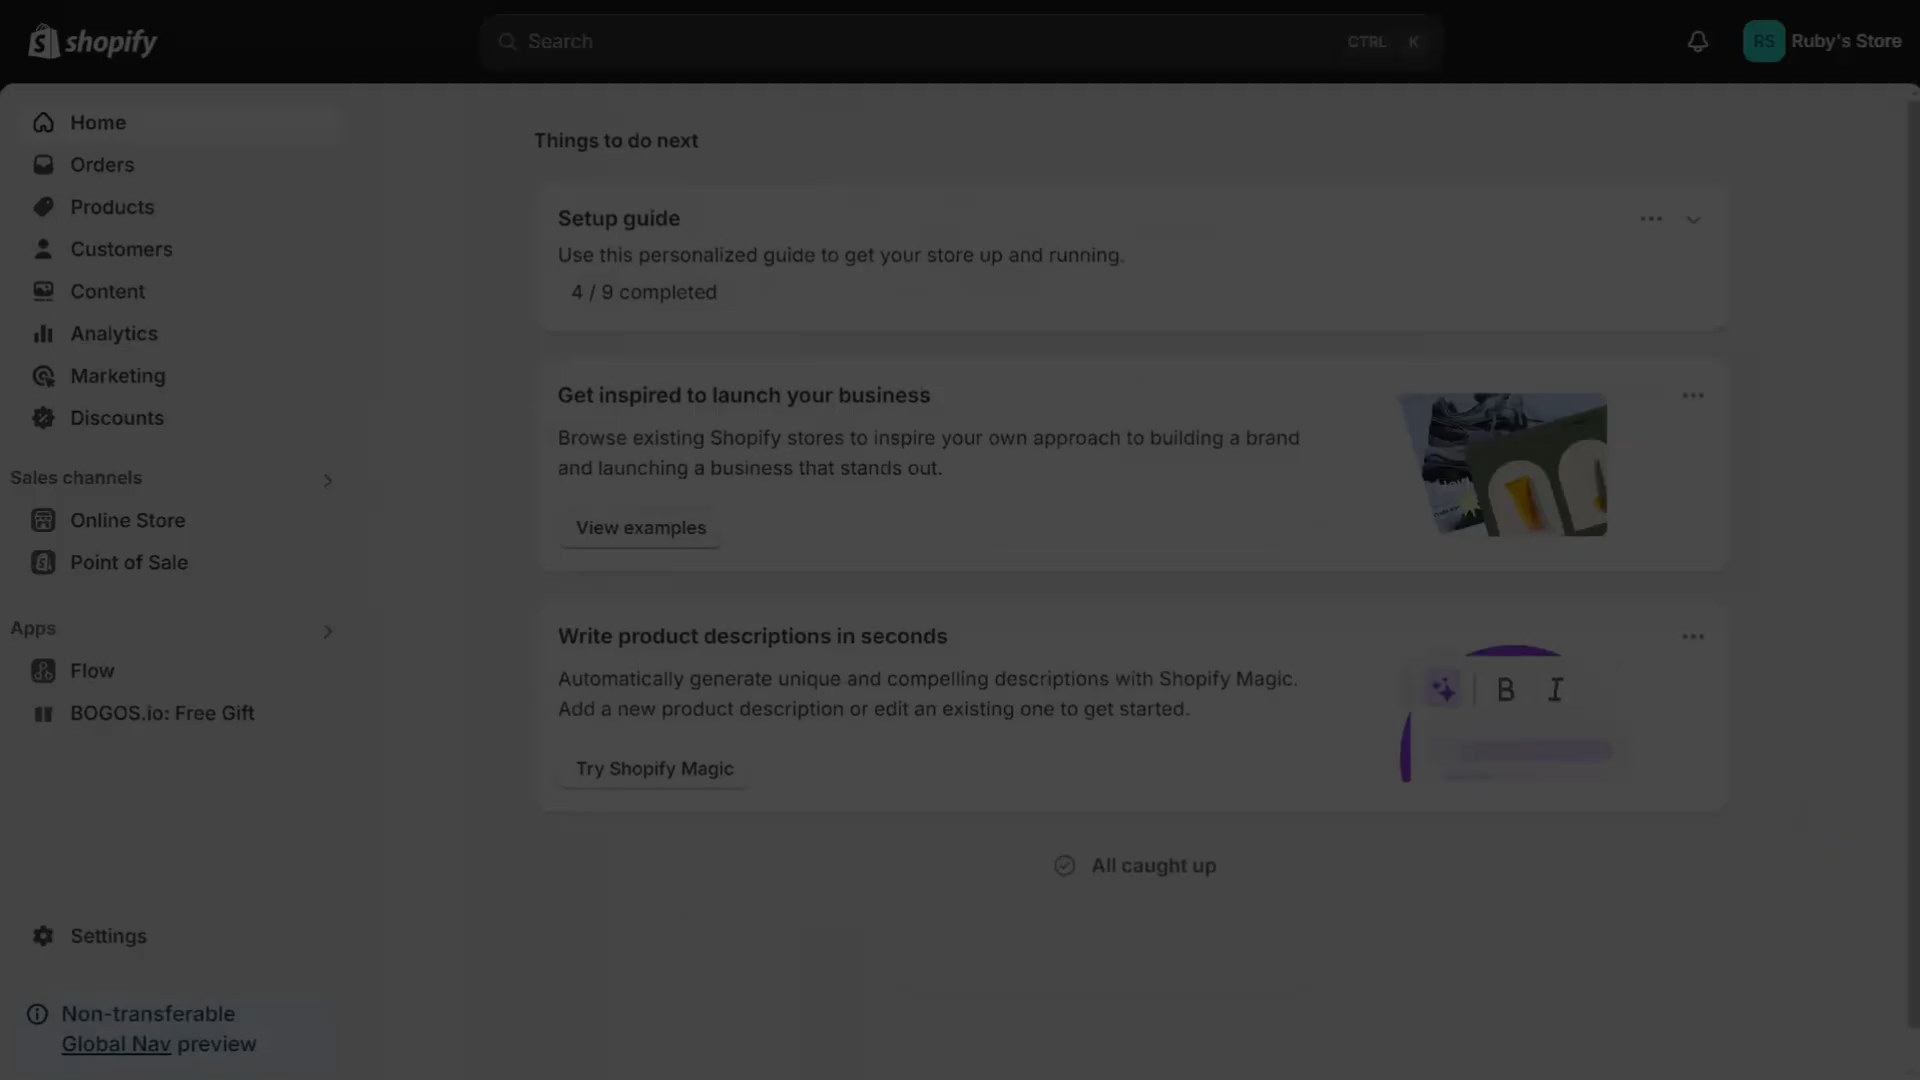 shopify
Search
CTRL K
RS Ruby's Store
Home
Orders
Products
Customers
Content
Analytics
Marketing
Discounts
Sales channels
Online Store
Point of Sale
Apps
Flow
BOGOS.io: Free Gift
Settings
Non-transferable
Global Nav preview
Things to do next
Setup guide
Use this personalized guide to get your store up and running.
4 / 9 completed
Get inspired to launch your business
Browse existing Shopify stores to inspire your own approach to building a brand
and launching a business that stands out.
View examples
Write product descriptions in seconds
Automatically generate unique and compelling descriptions with Shopify Magic.
Add a new product description or edit an existing one to get started.
Try Shopify Magic
B I
All caught up